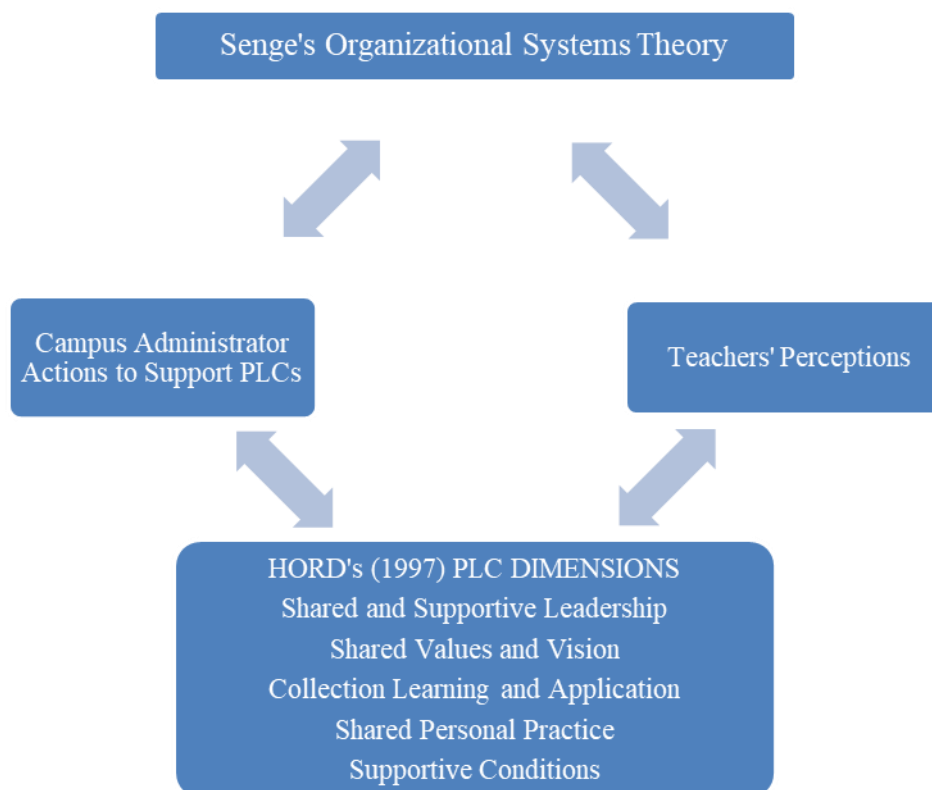 Senge's Organizational Systems Theory
Campus Administrator
Actions to Support PLCs
Teachers' Perceptions
HORD's (1997) PLC DIMENSIONS
Shared and Supportive Leadership
Shared Values and Vision
Collection Learning and Application
Shared Personal Practice
Supportive Conditions